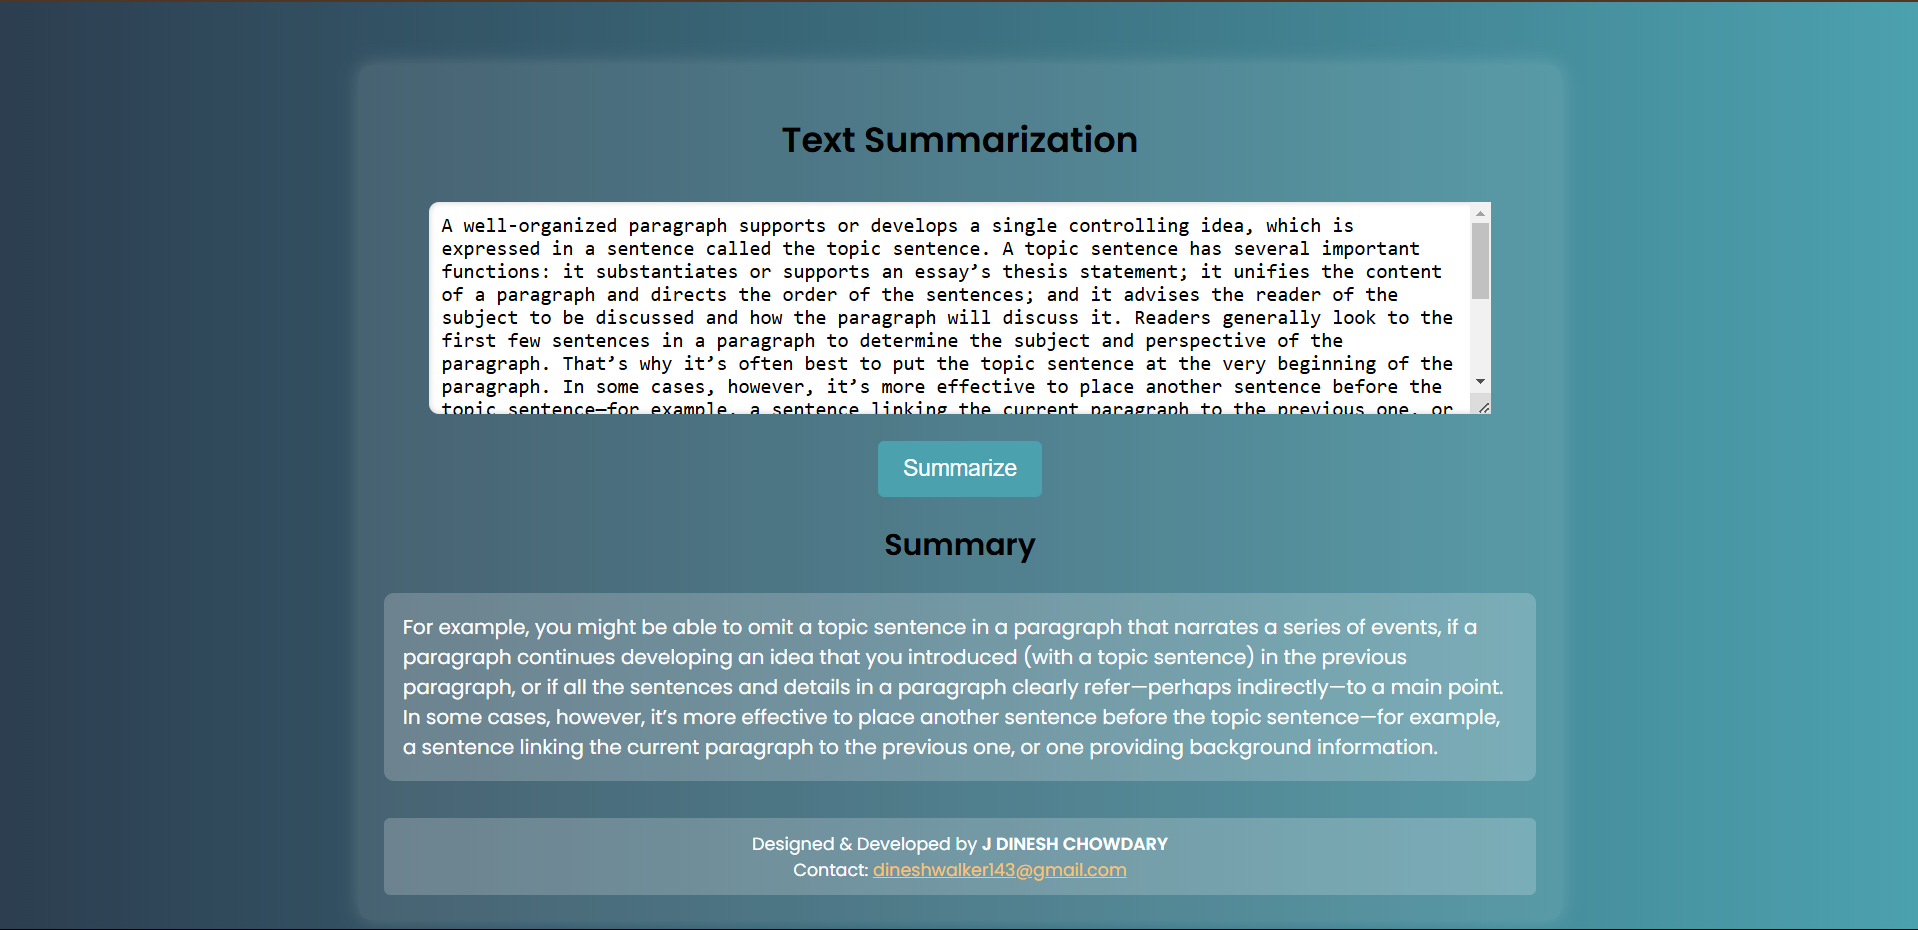 Text Summarization
A well-organized paragraph supports or develops a single controlling idea, which is
expressed in a sentence called the topic sentence. A topic sentence has several important
functions: it substantiates or supports an essay’s thesis statement; it unifies the content
of a paragraph and directs the order of the sentences; and it advises the reader of the
subject to be discussed and how the paragraph will discuss it. Readers generally look to the
first few sentences in a paragraph to determine the subject and perspective of the
paragraph. That’s why it’s often best to put the topic sentence at the very beginning of the
paragraph. In some cases, however, it’s more effective to place another sentence before the
topic sentence—for example, a sentence linking the current paragraph to the previous one, or
Summarize
Summary
For example, you might be able to omit a topic sentence in a paragraph that narrates a series of events, if a
paragraph continues developing an idea that you introduced (with a topic sentence) in the previous
paragraph, or if all the sentences and details in a paragraph clearly refer—perhaps indirectly—to a main point.
In some cases, however, it’s more effective to place another sentence before the topic sentence—for example,
a sentence linking the current paragraph to the previous one, or one providing background information.
Designed & Developed by J DINESH CHOWDARY
Contact: dineshwalker143@gmail.com